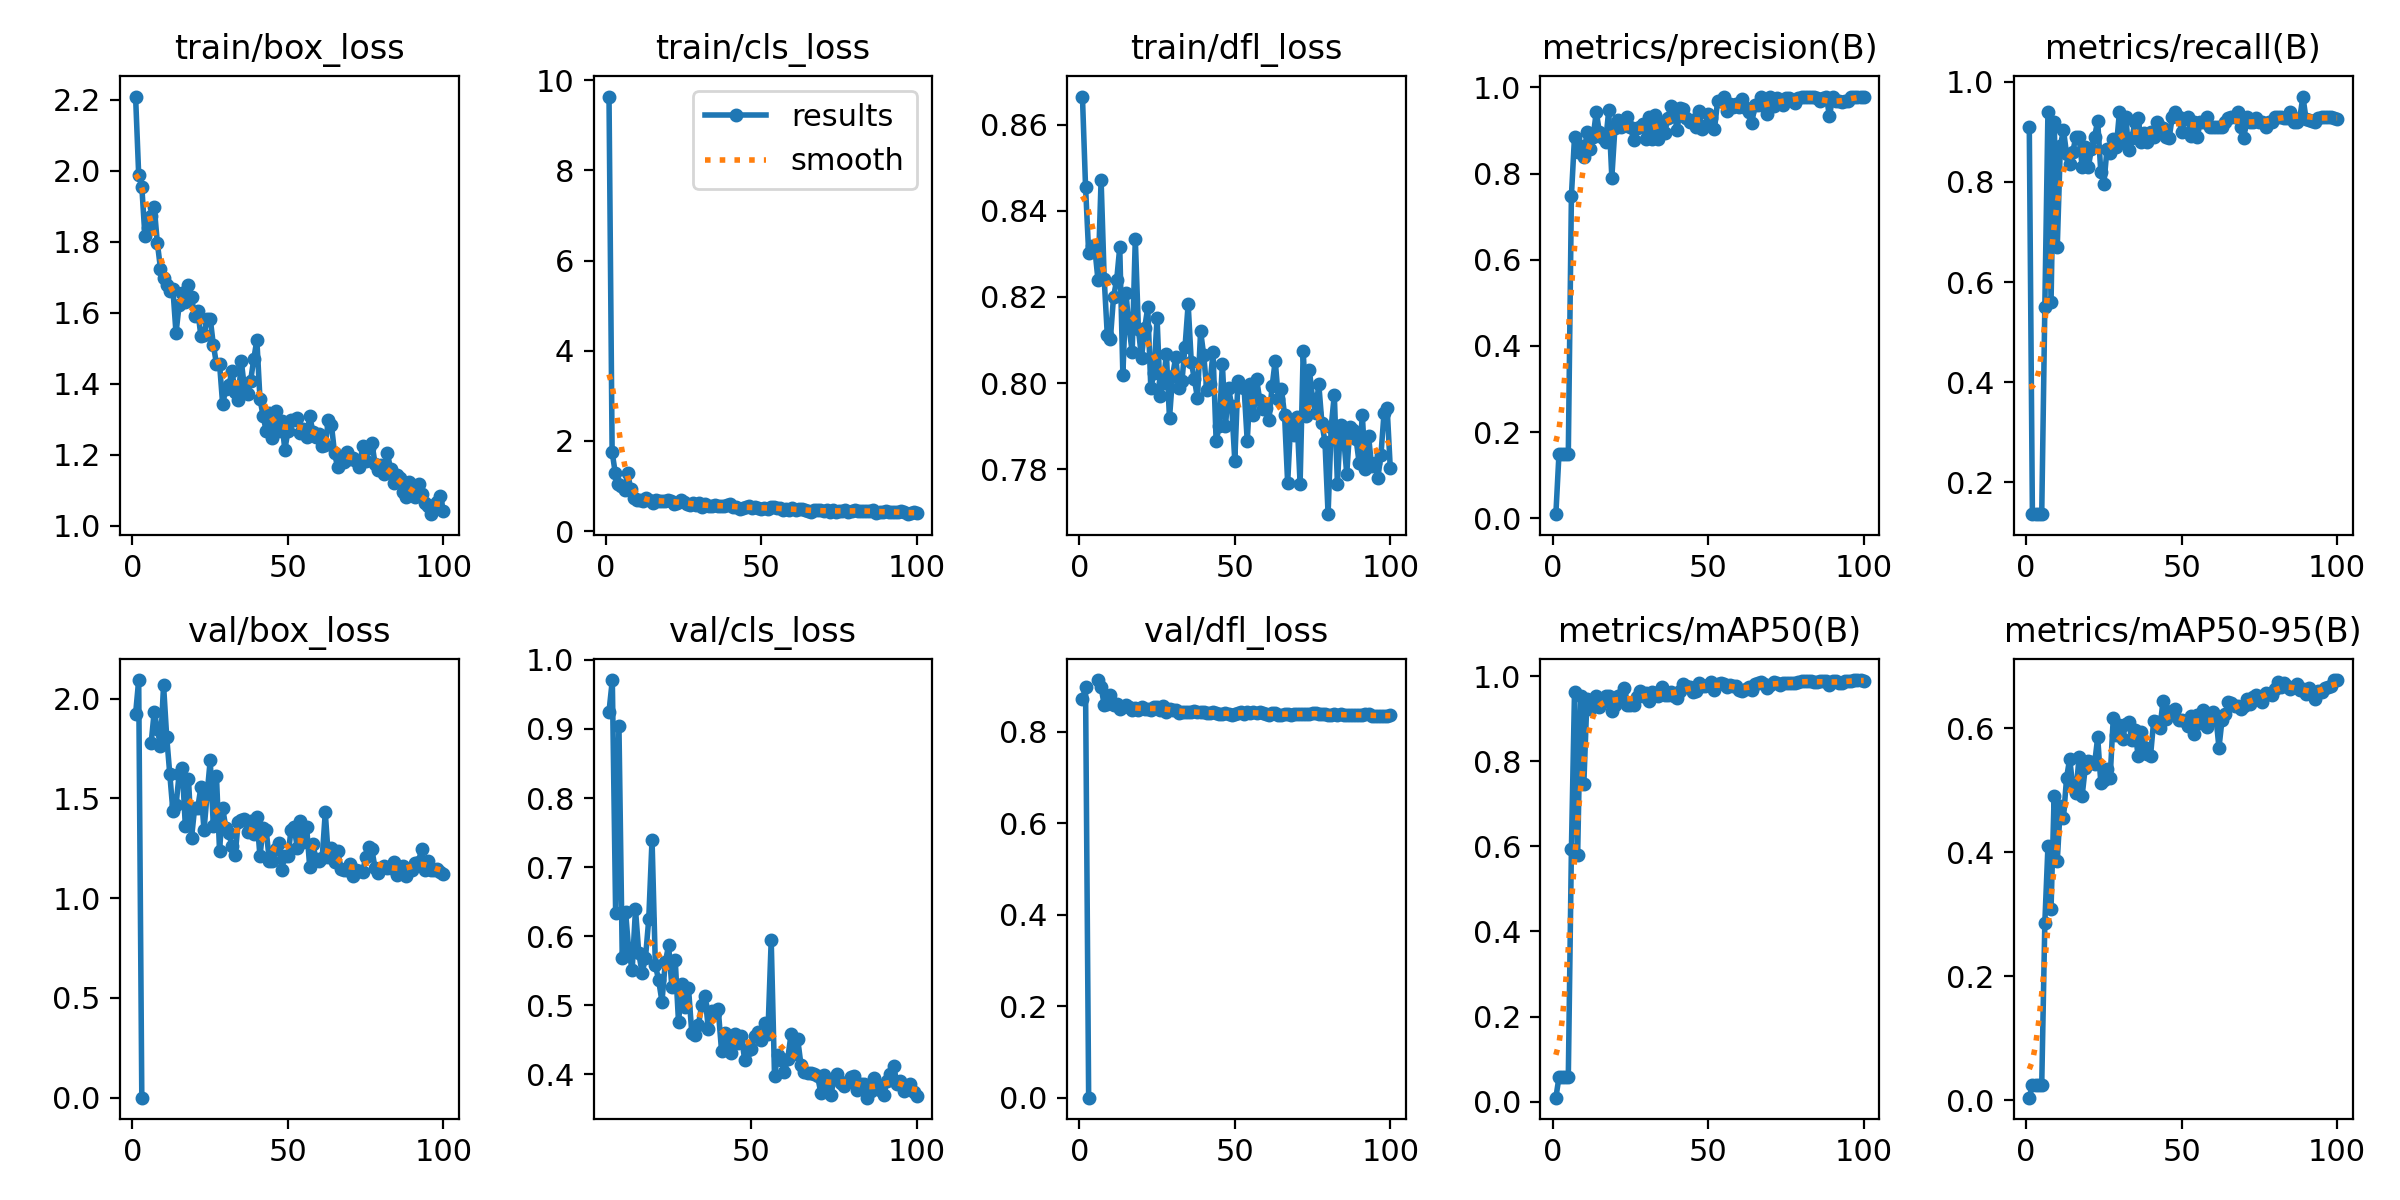 train/box_loss
2.2
2.0
1.8
1.6
1.4
1.2
1.0
0 50 100
train/cls_loss
10
8
6
4
2
0
results
smooth
0 50 100
train/dfl_loss
0.86
0.84
0.82
0.80
0.78
0 50 100
metrics/precision(B)
1.0
0.8
0.6
0.4
0.2
0.0
0 50 100
metrics/recall(B)
1.0
0.8
0.6
0.4
0.2
0 50 100
val/box_loss
2.0
1.5
1.0
0.5
0.0
0 50 100
val/cls_loss
1.0
0.9
0.8
0.7
0.6
0.5
0.4
50 100
val/dfl_loss
0.8
0.6
0.4
0.2
0.0
0 50 100
metrics/mAP50(B)
1.0
0.8
0.6
0.4
0.2
0.0
0 50 100
metrics/mAP50-95(B)
0.6
0.4
0.2
0.0
0 50 100